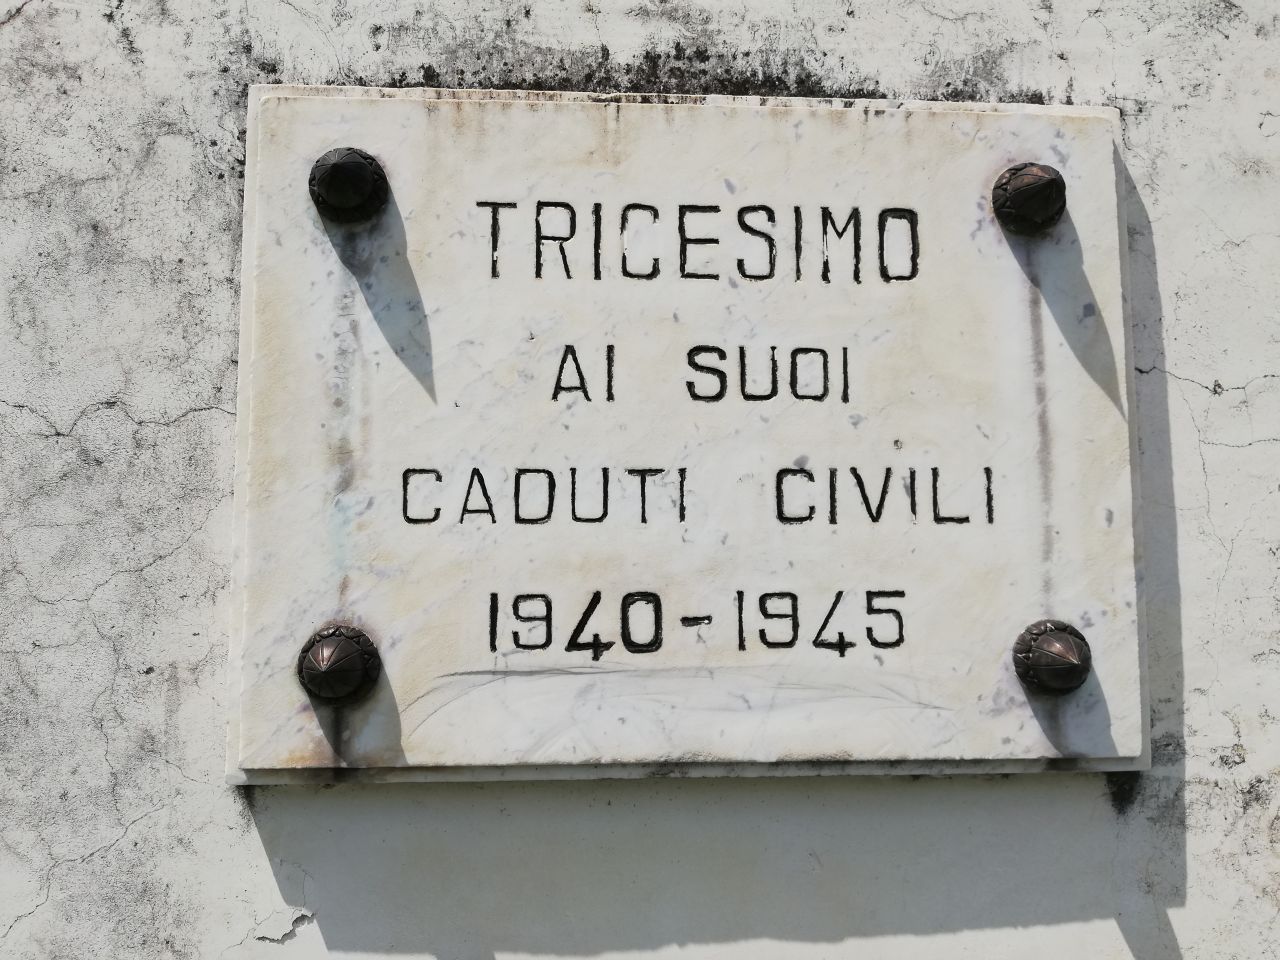 TRICESIMO
AI SUOI
CADUTI CIVILI
1940-1945